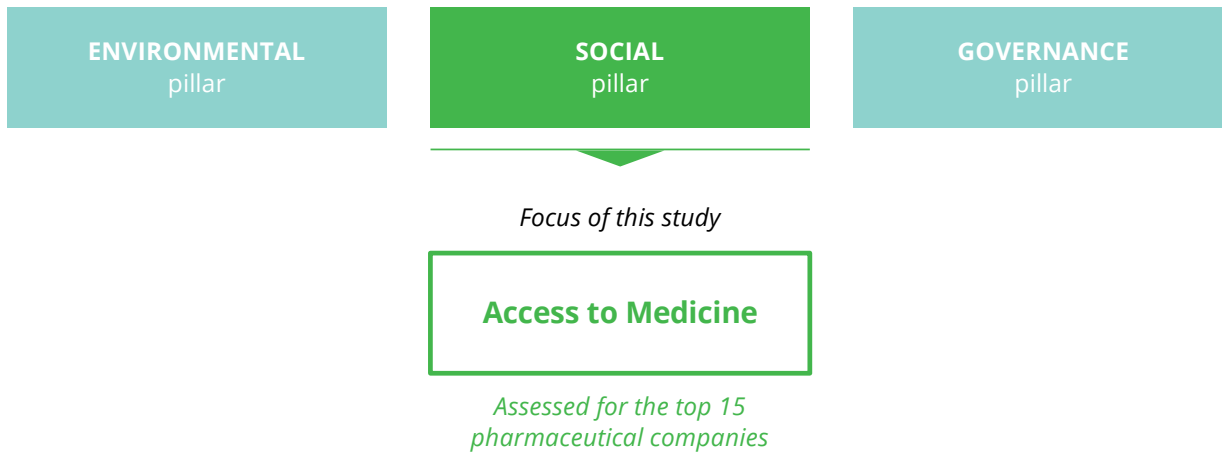 ENVIRONMENTAL
pillar
SOCIAL
pillar
GOVERNANCE
pillar
Focus of this study
Access to Medicine
Assessed for the top 15
pharmaceutical companies